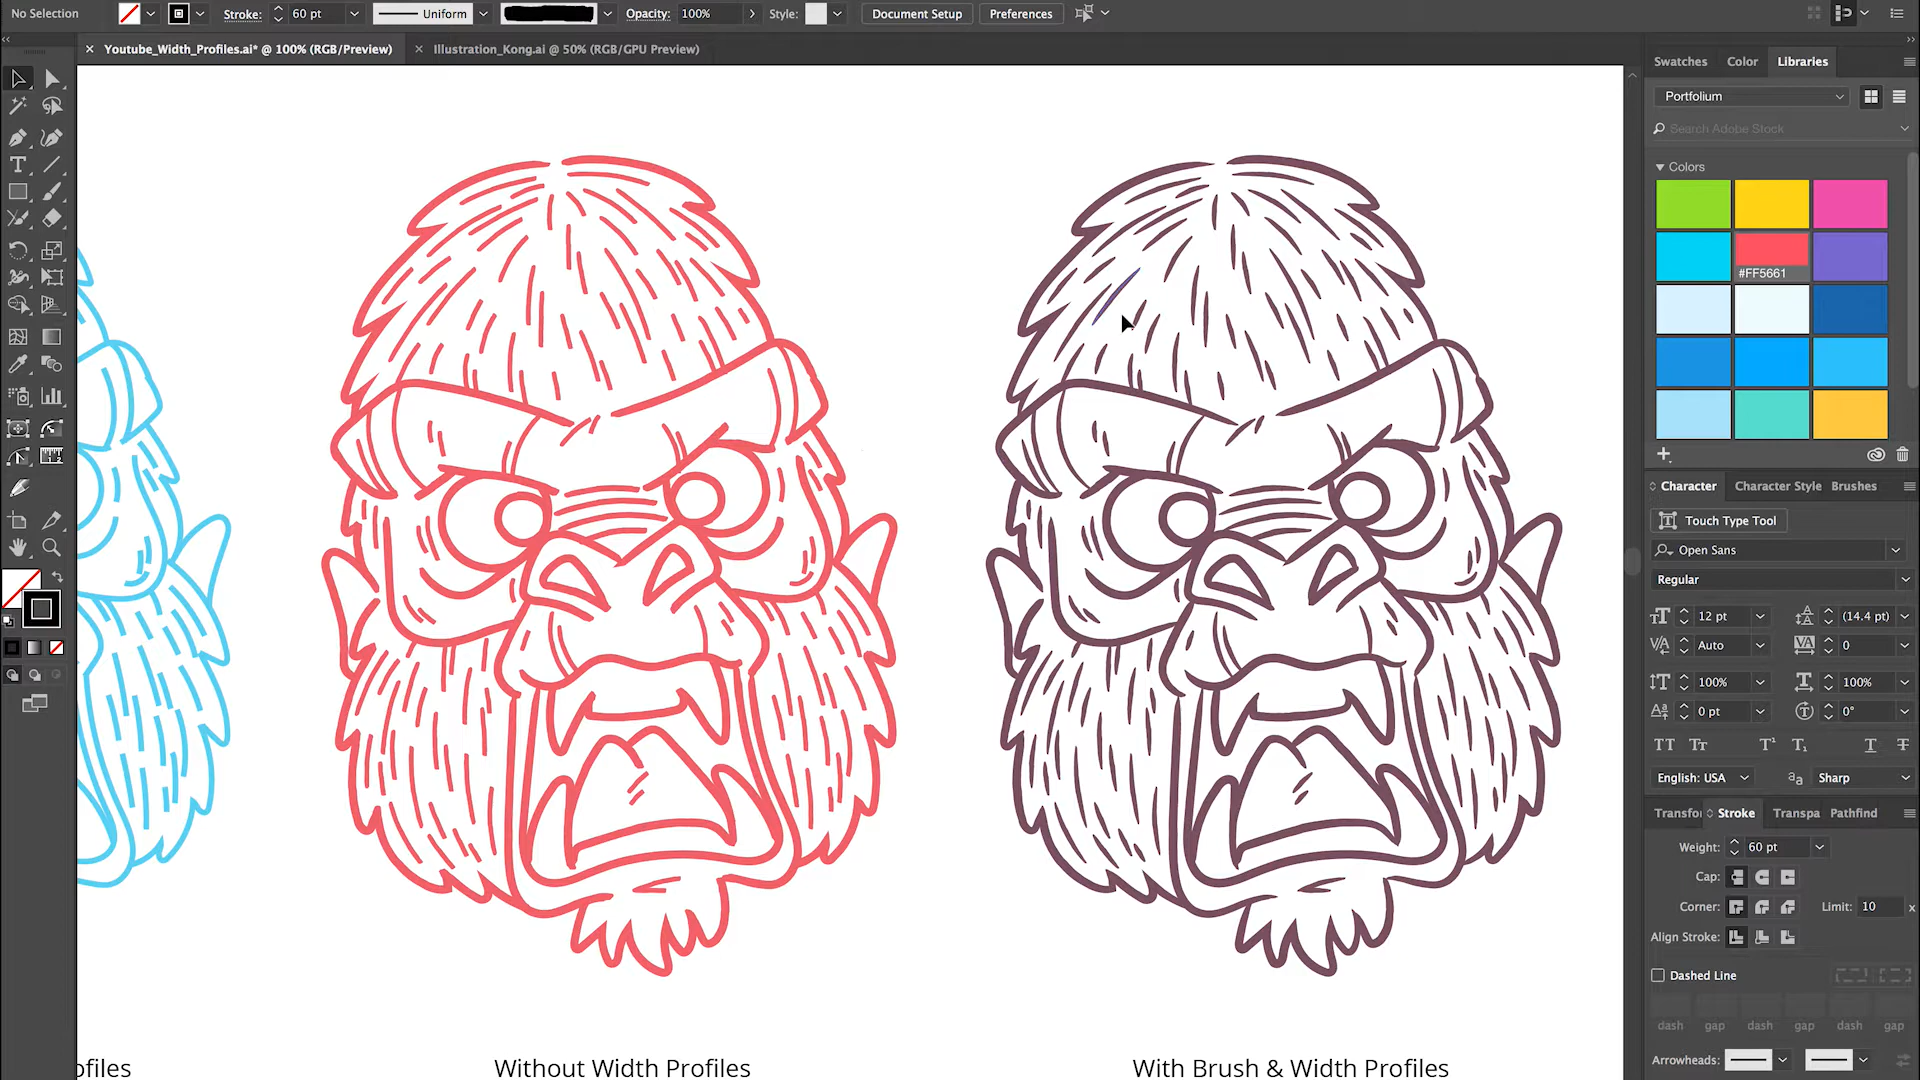 No Selection
Stroke: 60 pt Uniform Opacity: 100% Style: Document Setup Preferences
Youtube_Width_Profiles.ai* @ 100% (RGB/Preview) Illustration_Kong.ai @ 50% (RGB/GPU Preview)
Swatches Color Libraries
Portfolium
Search Adobe Stock
Colors
#FF5661
Character Character Style Brushes
Touch Type Tool
Open Sans
Regular
12 pt (14.4 pt)
Auto 0
100% 100%
0 pt 0°
English: USA Sharp
Transfor Stroke Transpa Pathfind
Weight: 60 pt
Cap:
Corner: Limit: 10 x
Align Stroke:
Dashed Line
dash gap dash gap dash gap
Arrowheads:
ofiles
Without Width Profiles
With Brush & Width Profiles